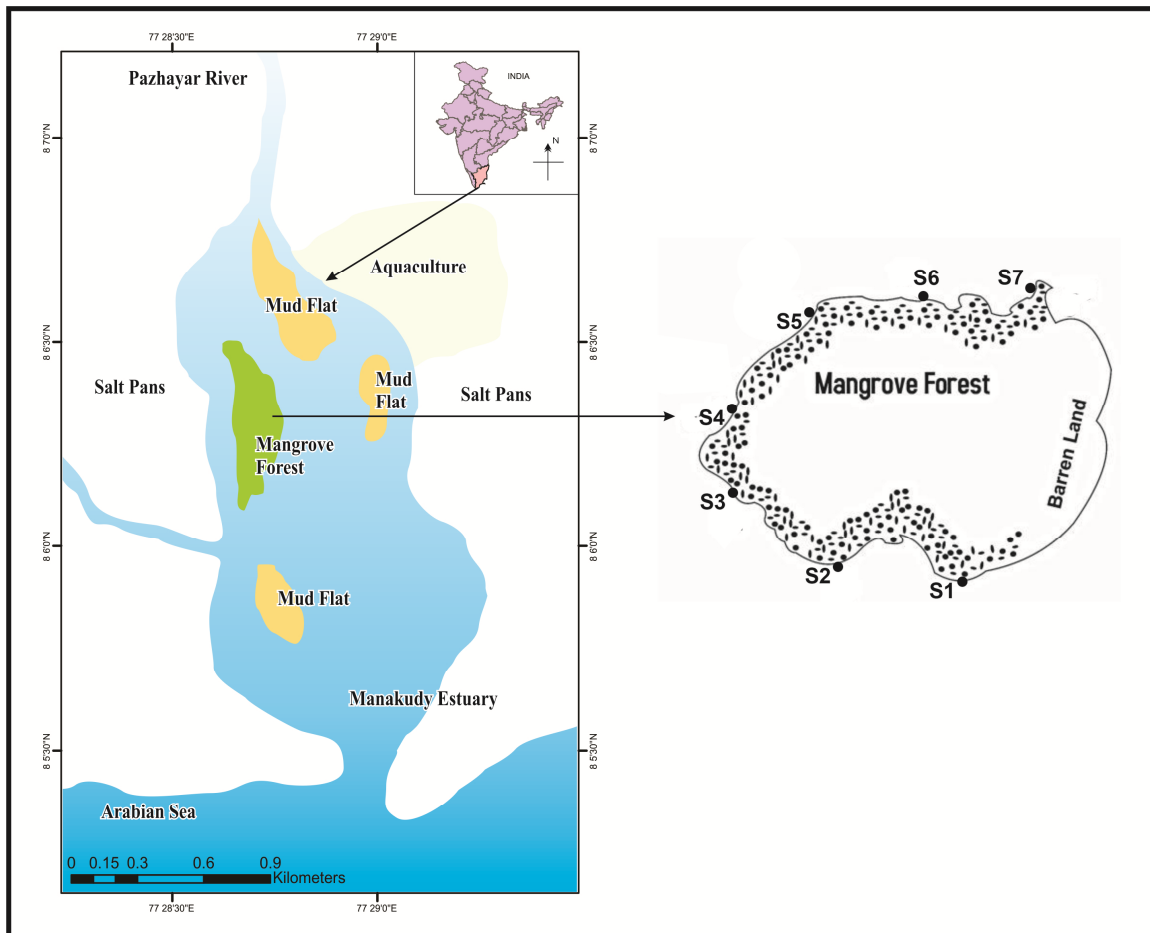 77 28'30"E
77 29'0"E
Pazhayar River
INDIA
N
8 7'0"N
8 7'0"N
Aquaculture
Mud Flat
8 6'30"N
8 6'30"N
Salt Pans
Mud
Flat
Salt Pans
Mangrove
Forest
8 6'0"N
8 6'0"N
Mud Flat
Manakudy Estuary
8 5'30"N
8 5'30"N
Arabian Sea
0 0.15 0.3 0.6 0.9
Kilometers
77 28'30"E
77 29'0"E
S6
S7
S5
Mangrove Forest
S4
Barren Land
S3
S2
S1